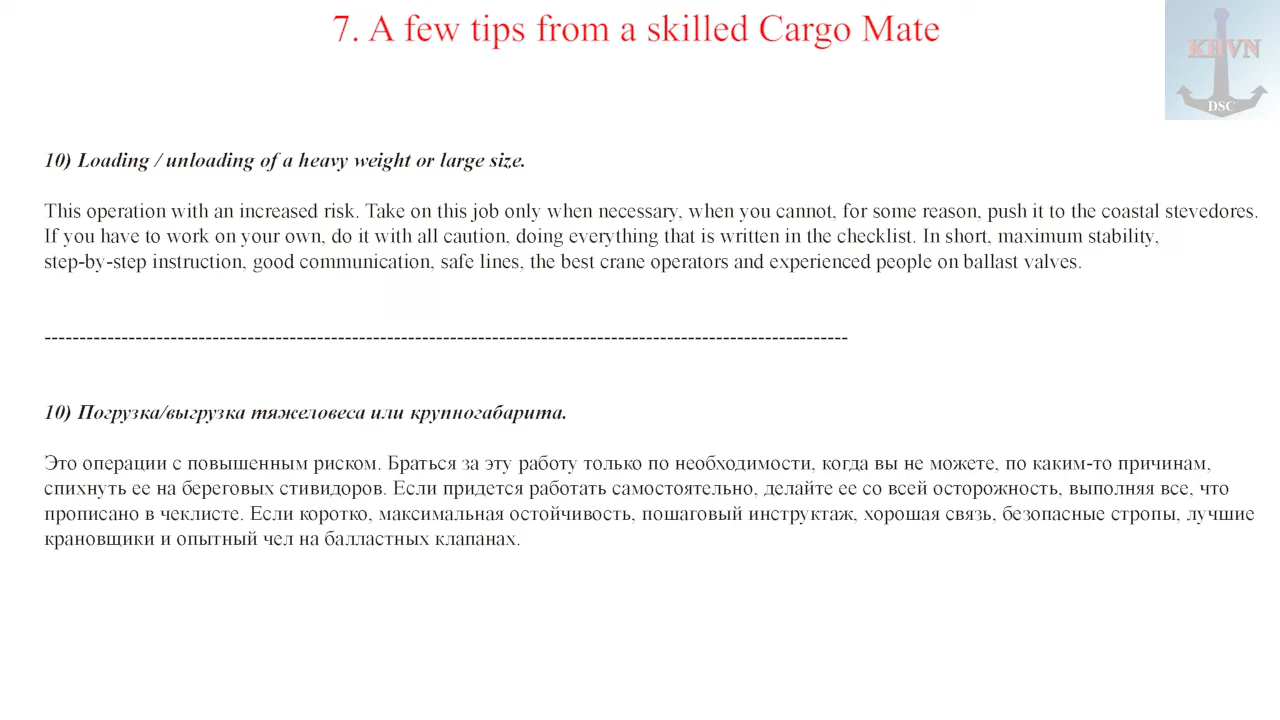 7. A few tips from a skilled Cargo Mate
KHVN
DSC
10) Loading / unloading of a heavy weight or large size.
This operation with an increased risk. Take on this job only when necessary, when you cannot, for some reason, push it to the coastal stevedores.
If you have to work on your own, do it with all caution, doing everything that is written in the checklist. In short, maximum stability,
step-by-step instruction, good communication, safe lines, the best crane operators and experienced people on ballast valves.
-------------------------------------------------------------------------------------------------------------------
10) Погрузка/выгрузка тяжеловеса или крупногабарита.
Это операции с повышенным риском. Браться за эту работу только по необходимости, когда вы не можете, по каким-то причинам,
спихнуть ее на береговых стивидоров. Если придется работать самостоятельно, делайте ее со всей осторожность, выполняя все, что
прописано в чеклисте. Если коротко, максимальная остойчивость, пошаговый инструктаж, хорошая связь, безопасные стропы, лучшие
крановщики и опытный чел на балластных клапанах.